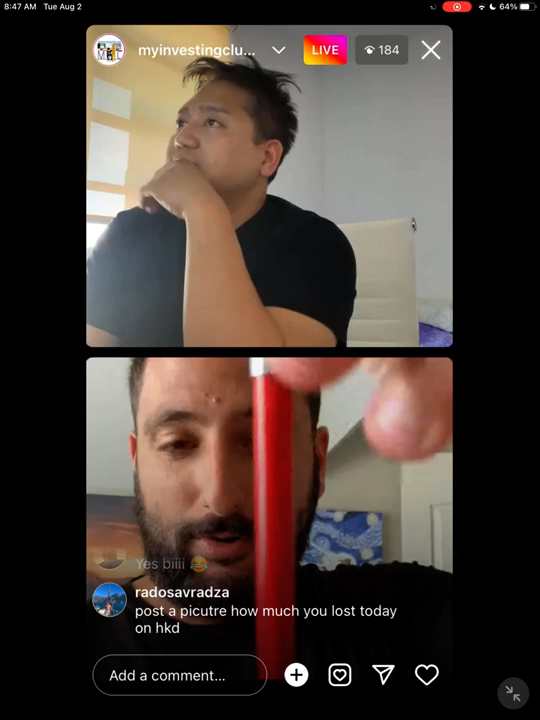 8:47 AM Tue Aug 2
64%
myinvestingclu...
LIVE
184
Yes biiii 😂
radosavradza
post a picutre how much you lost today
on hkd
Add a comment...